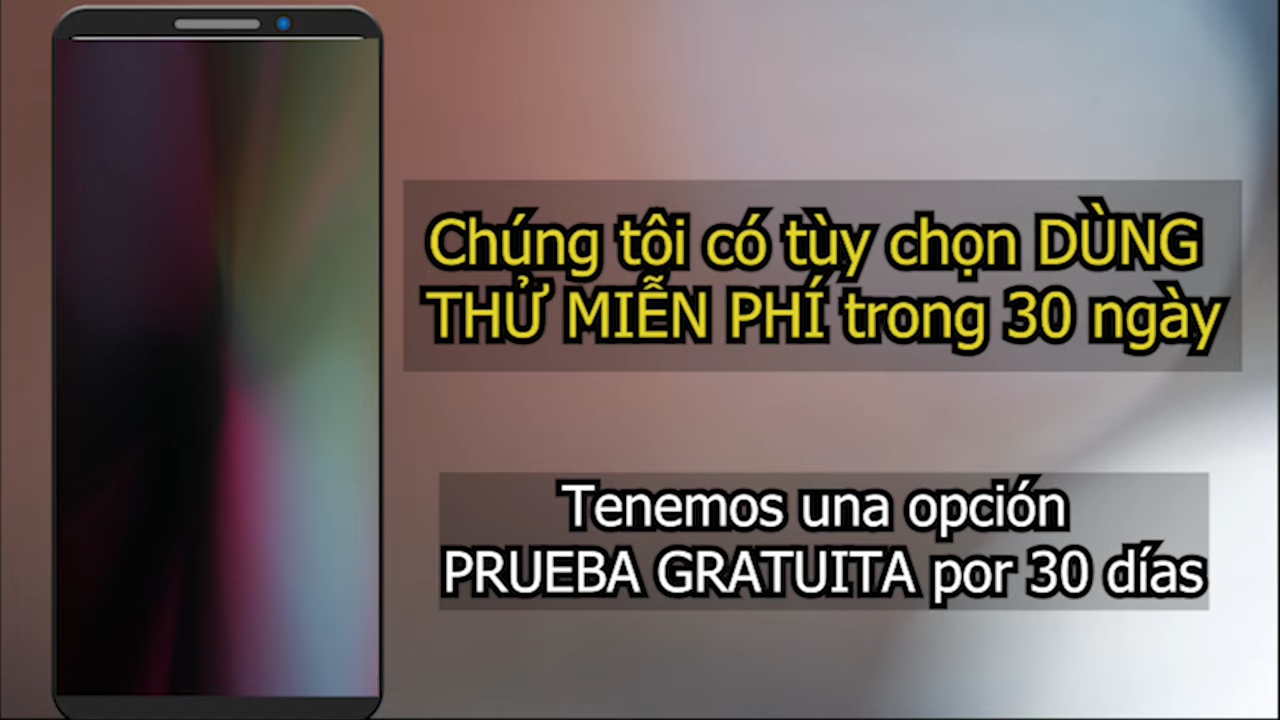 Chúng tôi có tùy chọn DÙNG
THỬ MIỄN PHÍ trong 30 ngày
Tenemos una opción
PRUEBA GRATUITA por 30 días